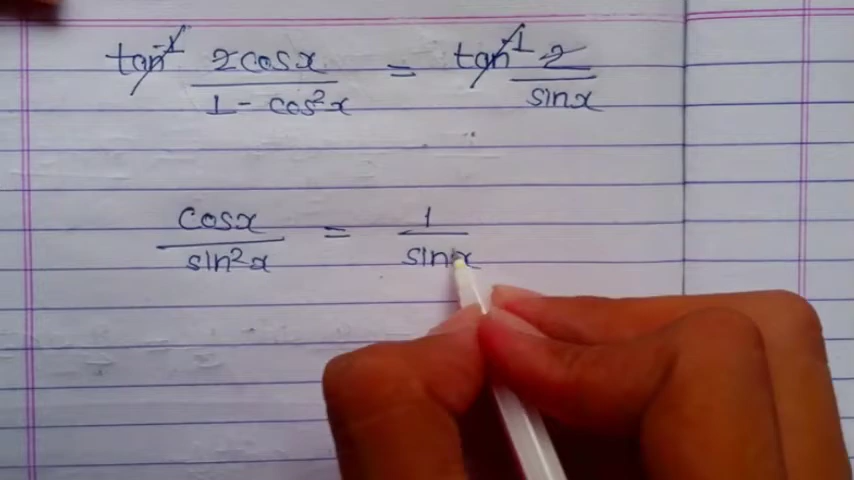 tan⁻¹ 2cosx / 1 - cos²x = tan⁻¹ 2 / sinx
cosx / sin²x = 1 / sinx